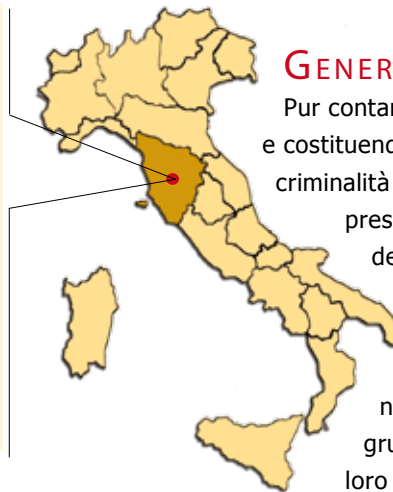 GENER
Pur contar
e costituend
criminalità
pres
de
n
gru
loro